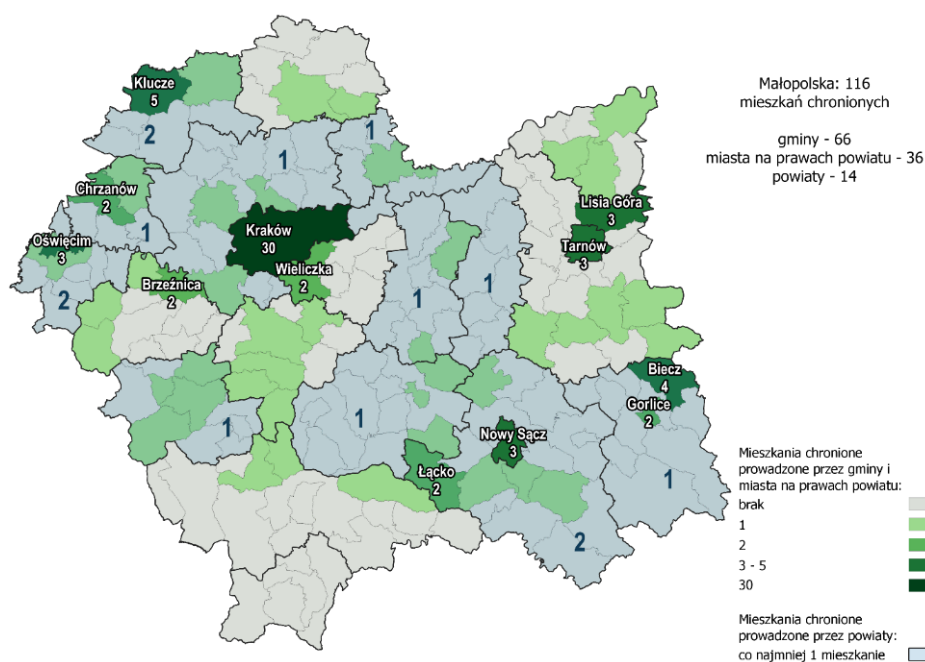 Małopolska: 116
mieszkań chronionych
gminy - 66
miasta na prawach powiatu - 36
powiaty - 14
Klucze
5
2
1
1
Chrzanów
2
1
Kraków
30
Lisia Góra
3
Oświęcim
3
Wieliczka
2
Tarnów
3
Brzeźnica
2
2
1
1
Biecz
4
Gorlice
2
1
1
Nowy Sącz
3
Łącko
2
1
2
Mieszkania chronione
prowadzone przez gminy i
miasta na prawach powiatu:
brak
1
2
3 - 5
30
Mieszkania chronione
prowadzone przez powiaty:
co najmniej 1 mieszkanie